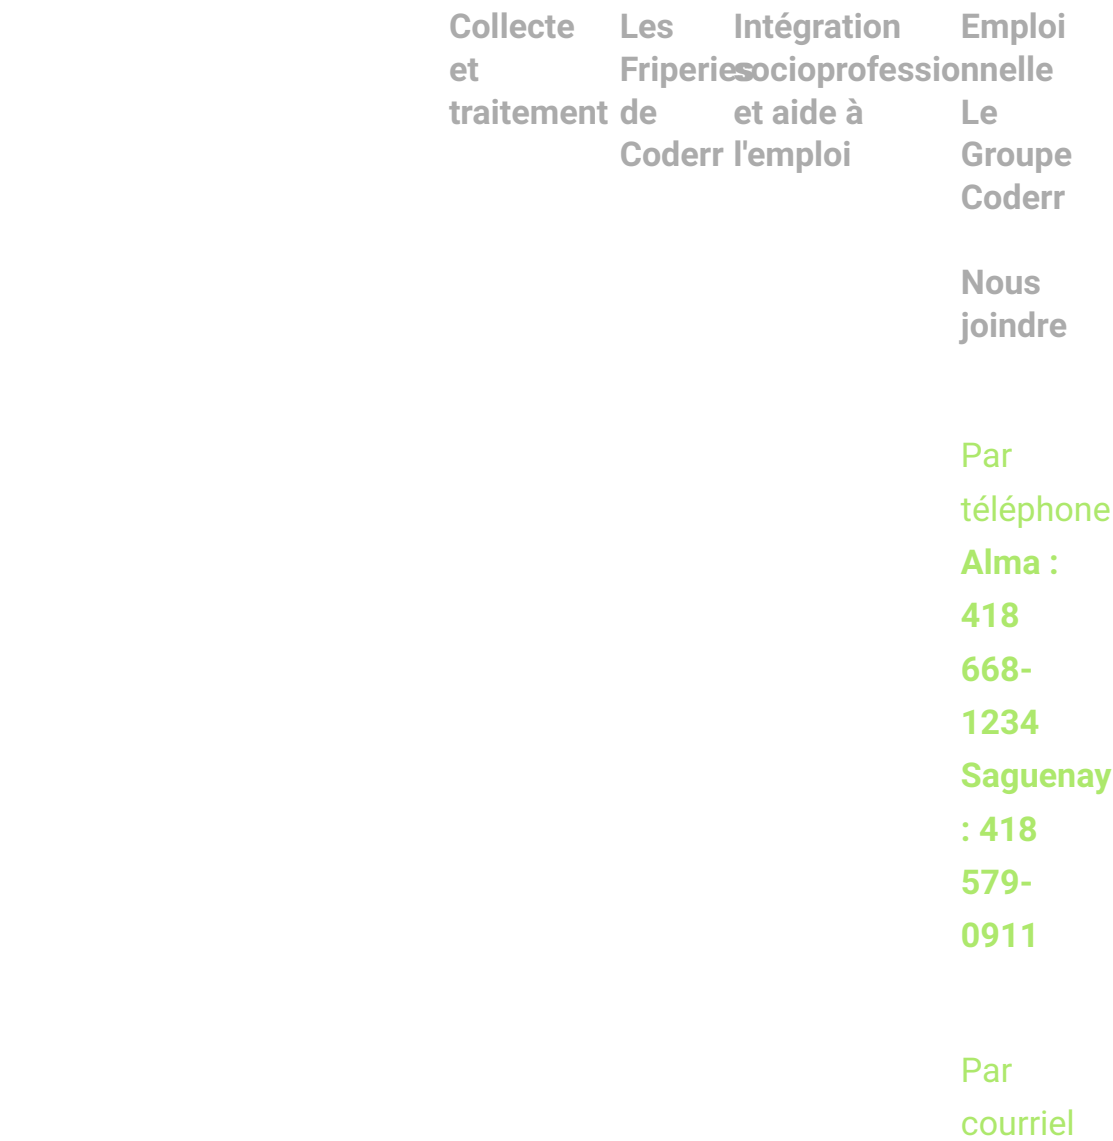 Collecte
et
traitement
Les
Friperies
de
Coderr
Intégration
socioprofessionnelle
et aide à
l'emploi
Emploi
Le
Groupe
Coderr
Nous
joindre
Par
téléphone
Alma :
418
668-
1234
Saguenay
: 418
579-
0911
Par
courriel